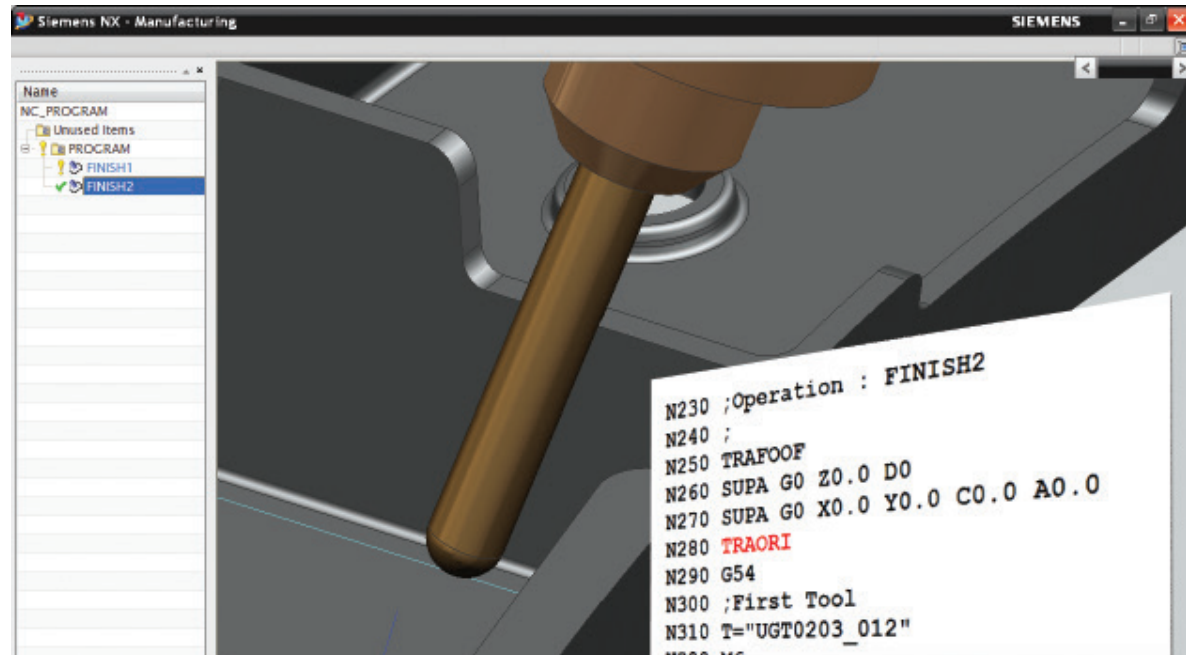 Siemens NX - Manufacturing
SIEMENS
Name
NC_PROGRAM
Unused Items
PROGRAM
FINISH1
FINISH2
N230 ;Operation : FINISH2
N240 ;
N250 TRAFOOF
N260 SUPA G0 Z0.0 D0
N270 SUPA G0 X0.0 Y0.0 C0.0 A0.0
N280 TRAORI
N290 G54
N300 ;First Tool
N310 T="UGT0203_012"